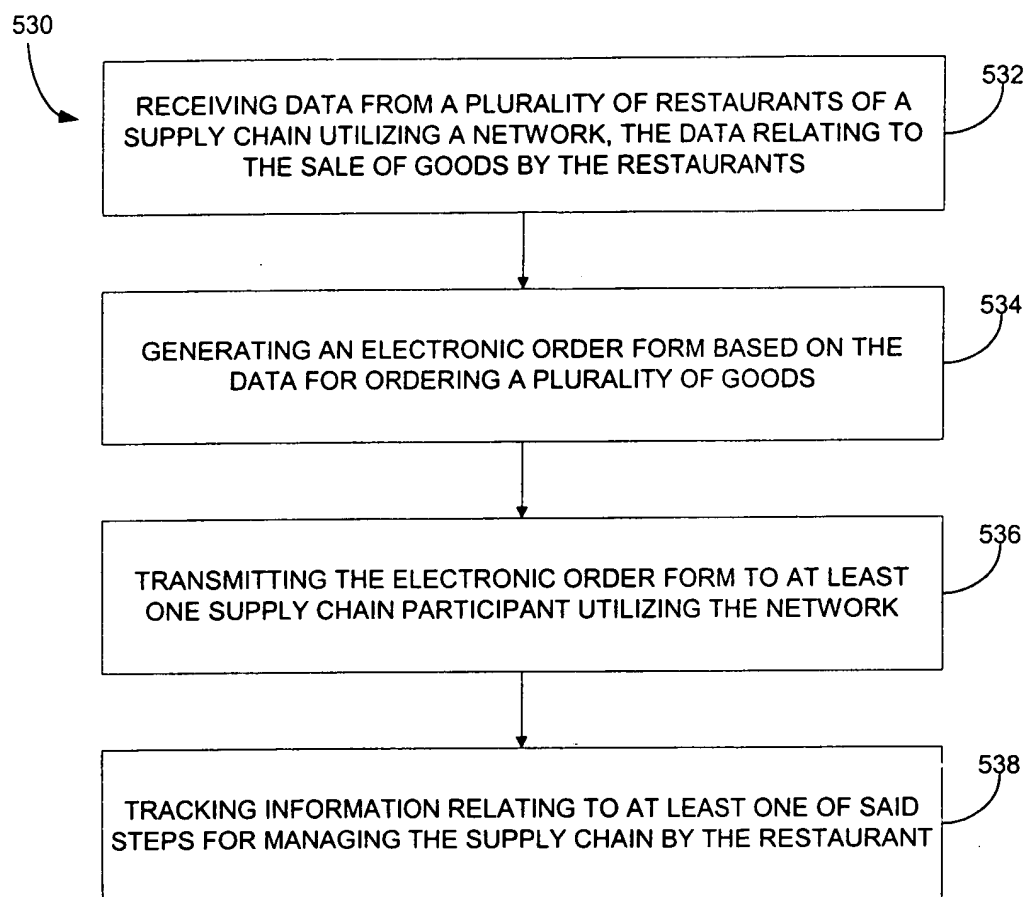 530
532
RECEIVING DATA FROM A PLURALITY OF RESTAURANTS OF A
SUPPLY CHAIN UTILIZING A NETWORK, THE DATA RELATING TO
THE SALE OF GOODS BY THE RESTAURANTS
534
GENERATING AN ELECTRONIC ORDER FORM BASED ON THE
DATA FOR ORDERING A PLURALITY OF GOODS
536
TRANSMITTING THE ELECTRONIC ORDER FORM TO AT LEAST
ONE SUPPLY CHAIN PARTICIPANT UTILIZING THE NETWORK
538
TRACKING INFORMATION RELATING TO AT LEAST ONE OF SAID
STEPS FOR MANAGING THE SUPPLY CHAIN BY THE RESTAURANT